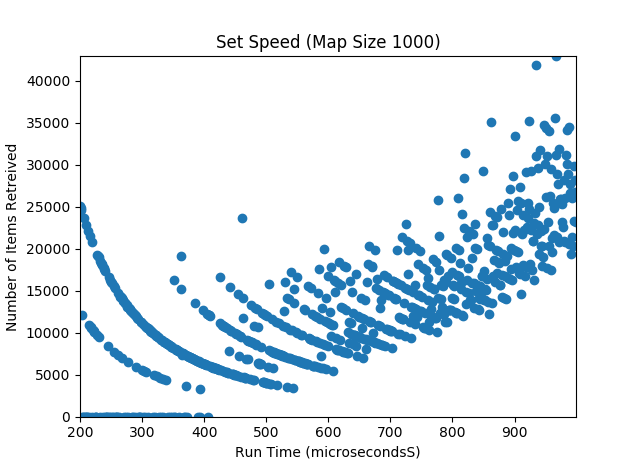 Set Speed (Map Size 1000)
40000
35000
30000
25000
20000
15000
10000
5000
0
Number of Items Retreived
200 300 400 500 600 700 800 900
Run Time (microsecondsS)